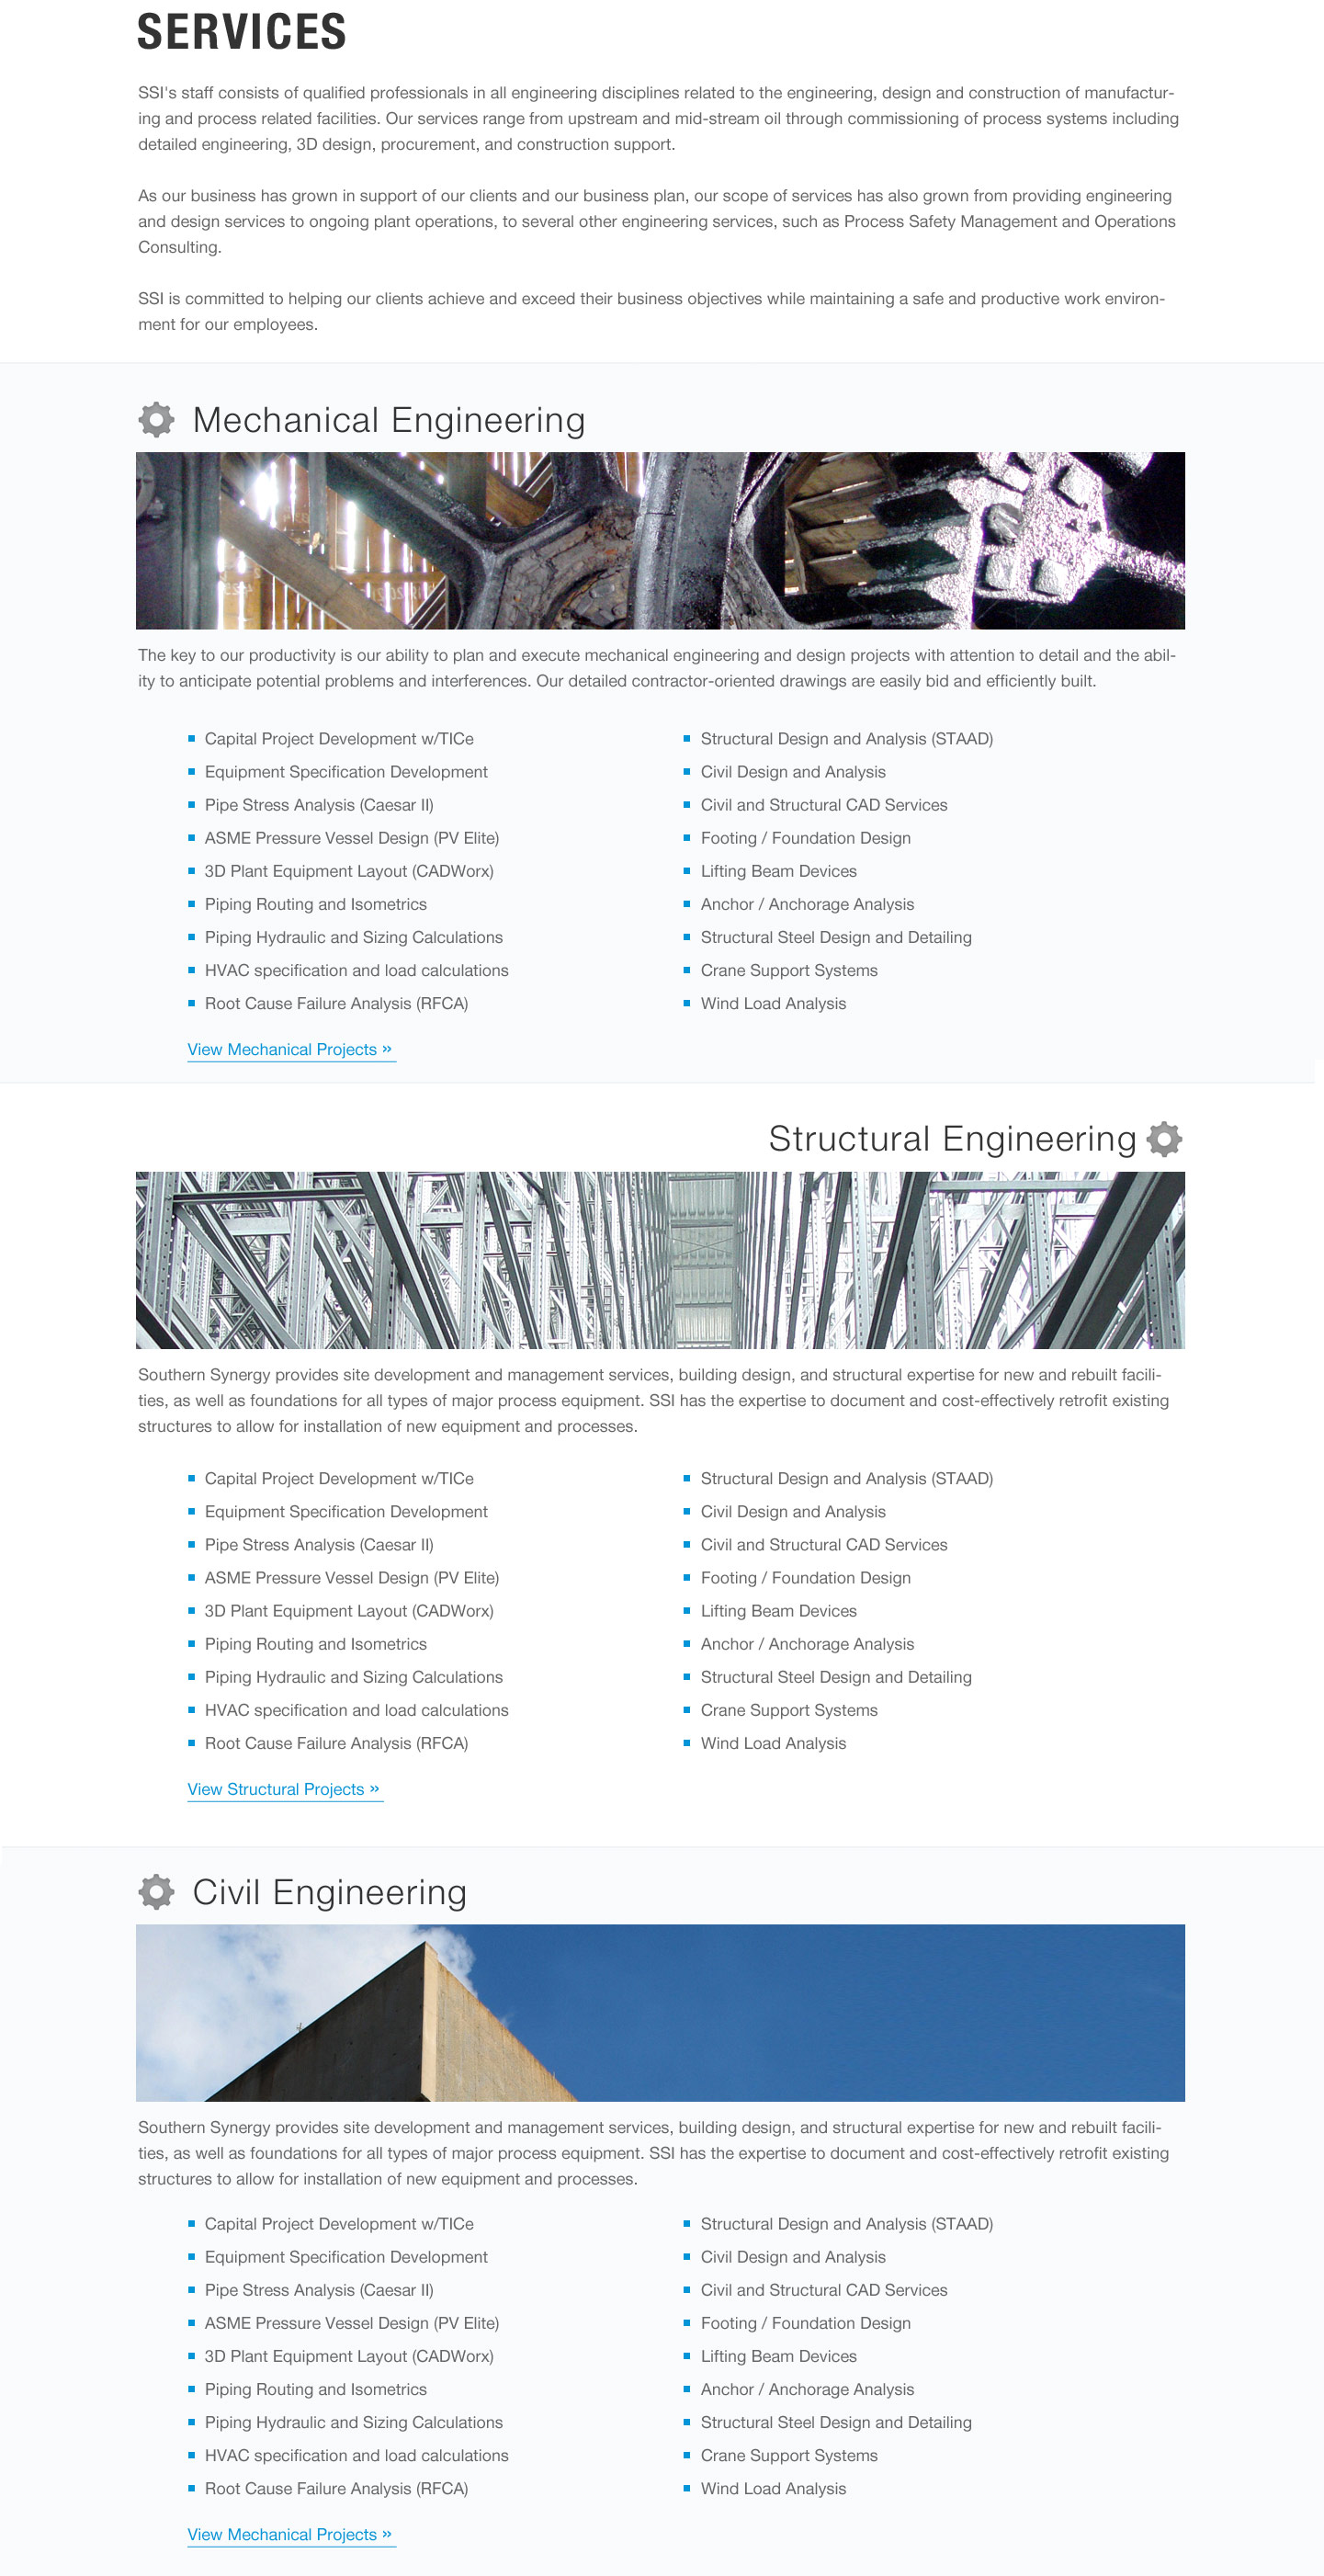 SERVICES
SSI's staff consists of qualified professionals in all engineering disciplines related to the engineering, design and construction of manufactur-
ing and process related facilities. Our services range from upstream and mid-stream oil through commissioning of process systems including
detailed engineering, 3D design, procurement, and construction support.
As our business has grown in support of our clients and our business plan, our scope of services has also grown from providing engineering
and design services to ongoing plant operations, to several other engineering services, such as Process Safety Management and Operations
Consulting.
SSI is committed to helping our clients achieve and exceed their business objectives while maintaining a safe and productive work environ-
ment for our employees.
Mechanical Engineering
The key to our productivity is our ability to plan and execute mechanical engineering and design projects with attention to detail and the abil-
ity to anticipate potential problems and interferences. Our detailed contractor-oriented drawings are easily bid and efficiently built.
Capital Project Development w/TICe
Equipment Specification Development
Pipe Stress Analysis (Caesar II)
ASME Pressure Vessel Design (PV Elite)
3D Plant Equipment Layout (CADWorx)
Piping Routing and Isometrics
Piping Hydraulic and Sizing Calculations
HVAC specification and load calculations
Root Cause Failure Analysis (RFCA)
Structural Design and Analysis (STAAD)
Civil Design and Analysis
Civil and Structural CAD Services
Footing / Foundation Design
Lifting Beam Devices
Anchor / Anchorage Analysis
Structural Steel Design and Detailing
Crane Support Systems
Wind Load Analysis
View Mechanical Projects »
Structural Engineering
Southern Synergy provides site development and management services, building design, and structural expertise for new and rebuilt facili-
ties, as well as foundations for all types of major process equipment. SSI has the expertise to document and cost-effectively retrofit existing
structures to allow for installation of new equipment and processes.
Capital Project Development w/TICe
Equipment Specification Development
Pipe Stress Analysis (Caesar II)
ASME Pressure Vessel Design (PV Elite)
3D Plant Equipment Layout (CADWorx)
Piping Routing and Isometrics
Piping Hydraulic and Sizing Calculations
HVAC specification and load calculations
Root Cause Failure Analysis (RFCA)
Structural Design and Analysis (STAAD)
Civil Design and Analysis
Civil and Structural CAD Services
Footing / Foundation Design
Lifting Beam Devices
Anchor / Anchorage Analysis
Structural Steel Design and Detailing
Crane Support Systems
Wind Load Analysis
View Structural Projects »
Civil Engineering
Southern Synergy provides site development and management services, building design, and structural expertise for new and rebuilt facili-
ties, as well as foundations for all types of major process equipment. SSI has the expertise to document and cost-effectively retrofit existing
structures to allow for installation of new equipment and processes.
Capital Project Development w/TICe
Equipment Specification Development
Pipe Stress Analysis (Caesar II)
ASME Pressure Vessel Design (PV Elite)
3D Plant Equipment Layout (CADWorx)
Piping Routing and Isometrics
Piping Hydraulic and Sizing Calculations
HVAC specification and load calculations
Root Cause Failure Analysis (RFCA)
Structural Design and Analysis (STAAD)
Civil Design and Analysis
Civil and Structural CAD Services
Footing / Foundation Design
Lifting Beam Devices
Anchor / Anchorage Analysis
Structural Steel Design and Detailing
Crane Support Systems
Wind Load Analysis
View Mechanical Projects »